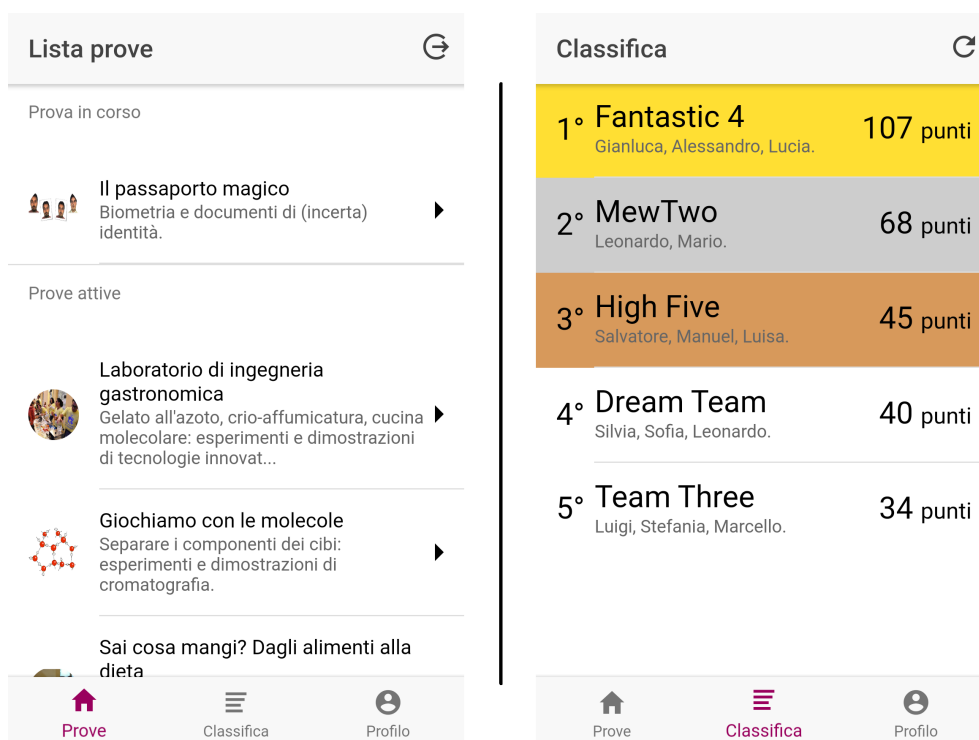 Lista prove
Prova in corso
Il passaporto magico
Biometria e documenti di (incerta)
identità.
Prove attive
Laboratorio di ingegneria
gastronomica
Gelato all'azoto, crio-affumicatura, cucina
molecolare: esperimenti e dimostrazioni
di tecnologie innovat...
Giochiamo con le molecole
Separare i componenti dei cibi:
esperimenti e dimostrazioni di
cromatografia.
Sai cosa mangi? Dagli alimenti alla
dieta
Prove Classifica Profilo
Classifica
1° Fantastic 4 107 punti
Gianluca, Alessandro, Lucia.
2° MewTwo 68 punti
Leonardo, Mario.
3° High Five 45 punti
Salvatore, Manuel, Luisa.
4° Dream Team 40 punti
Silvia, Sofia, Leonardo.
5° Team Three 34 punti
Luigi, Stefania, Marcello.
Prove Classifica Profilo